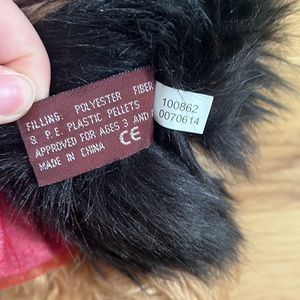 FILLING: POLYESTER FIBER
& P.E. PLASTIC PELLETS
APPROVED FOR AGES 3 AND
MADE IN CHINA CE
100862
0070614